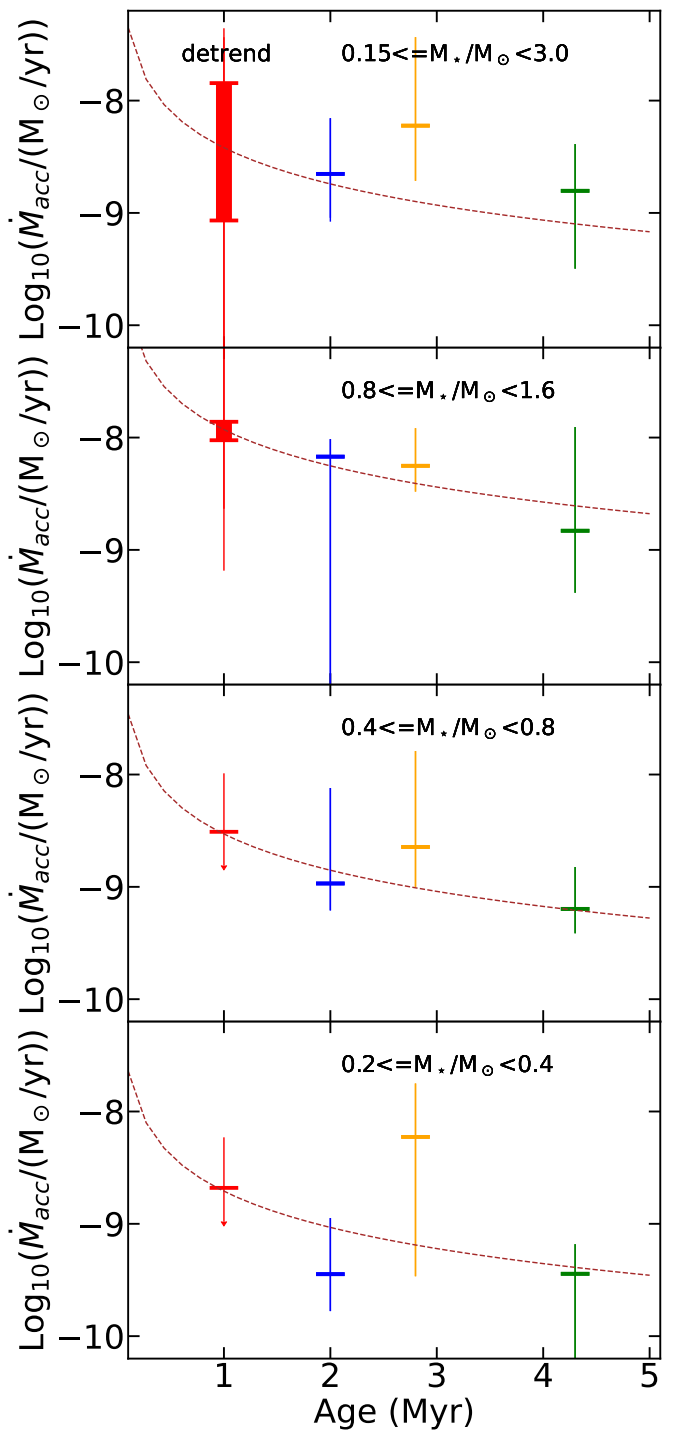 detrend 0.15<=M⋆/M⊙<3.0
Log₁₀(Ṁacc/(M⊙/yr))
−8
−9
−10
0.8<=M⋆/M⊙<1.6
Log₁₀(Ṁacc/(M⊙/yr))
−8
−9
−10
0.4<=M⋆/M⊙<0.8
Log₁₀(Ṁacc/(M⊙/yr))
−8
−9
−10
0.2<=M⋆/M⊙<0.4
Log₁₀(Ṁacc/(M⊙/yr))
−8
−9
−10
1 2 3 4 5
Age (Myr)